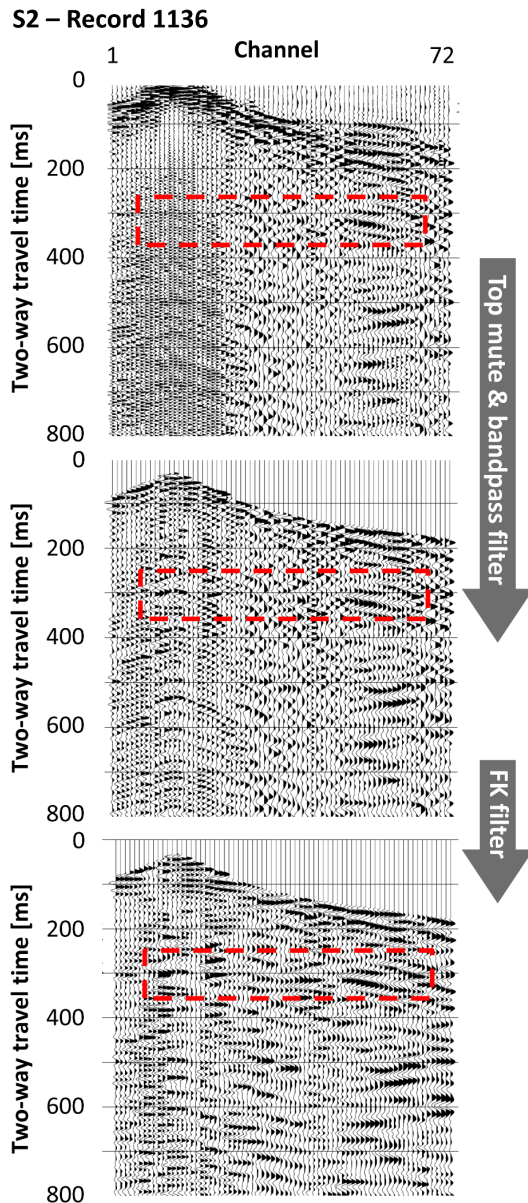 S2 – Record 1136
1 Channel 72
Two-way travel time [ms]
0
200
400
600
800
Top mute & bandpass filter
Two-way travel time [ms]
0
200
400
600
800
FK filter
Two-way travel time [ms]
0
200
400
600
800